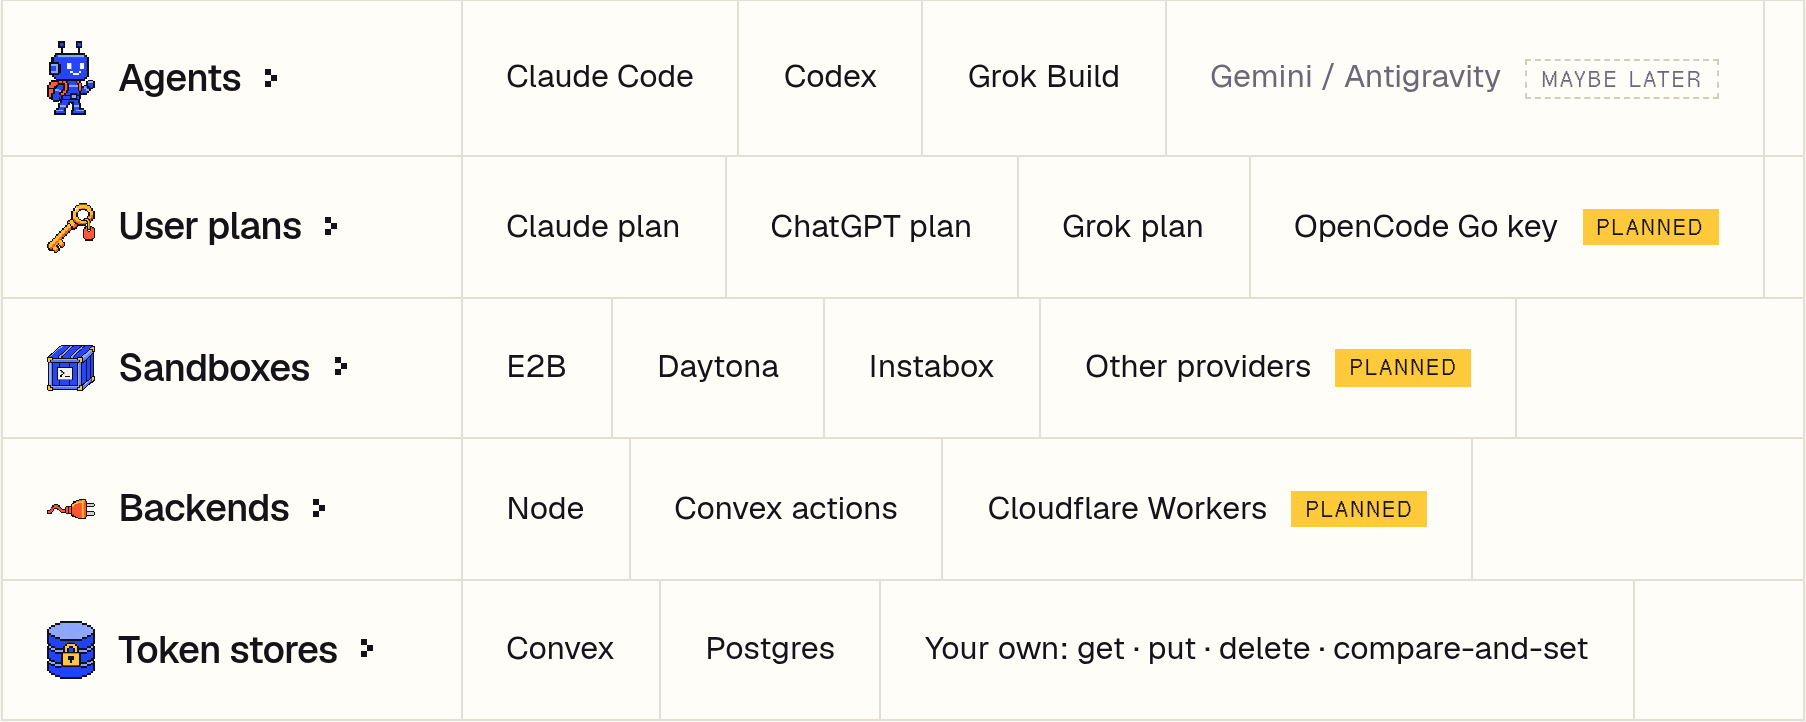 Agents Claude Code Codex Grok Build Gemini / Antigravity MAYBE LATER
User plans Claude plan ChatGPT plan Grok plan OpenCode Go key PLANNED
Sandboxes E2B Daytona Instabox Other providers PLANNED
Backends Node Convex actions Cloudflare Workers PLANNED
Token stores Convex Postgres Your own: get · put · delete · compare-and-set